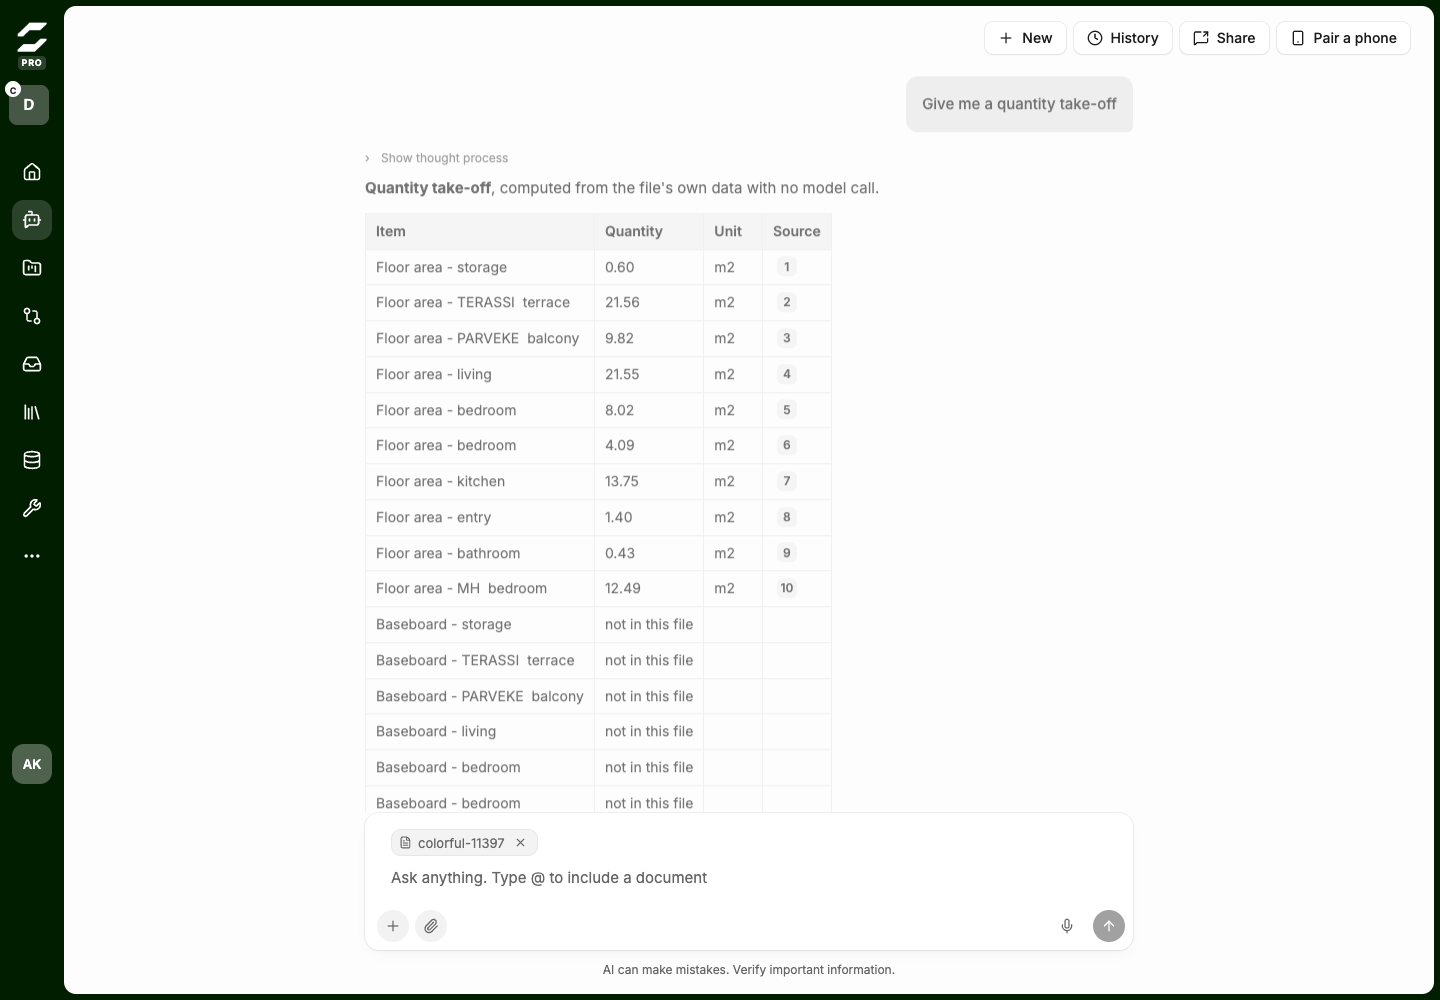 PRO
c
D
AK
New
History
Share
Pair a phone
Give me a quantity take-off
Show thought process
Quantity take-off, computed from the file's own data with no model call.
Item Quantity Unit Source
Floor area - storage 0.60 m2 1
Floor area - TERASSI  terrace 21.56 m2 2
Floor area - PARVEKE  balcony 9.82 m2 3
Floor area - living 21.55 m2 4
Floor area - bedroom 8.02 m2 5
Floor area - bedroom 4.09 m2 6
Floor area - kitchen 13.75 m2 7
Floor area - entry 1.40 m2 8
Floor area - bathroom 0.43 m2 9
Floor area - MH  bedroom 12.49 m2 10
Baseboard - storage not in this file
Baseboard - TERASSI  terrace not in this file
Baseboard - PARVEKE  balcony not in this file
Baseboard - living not in this file
Baseboard - bedroom not in this file
Baseboard - bedroom not in this file
colorful-11397
Ask anything. Type @ to include a document
AI can make mistakes. Verify important information.